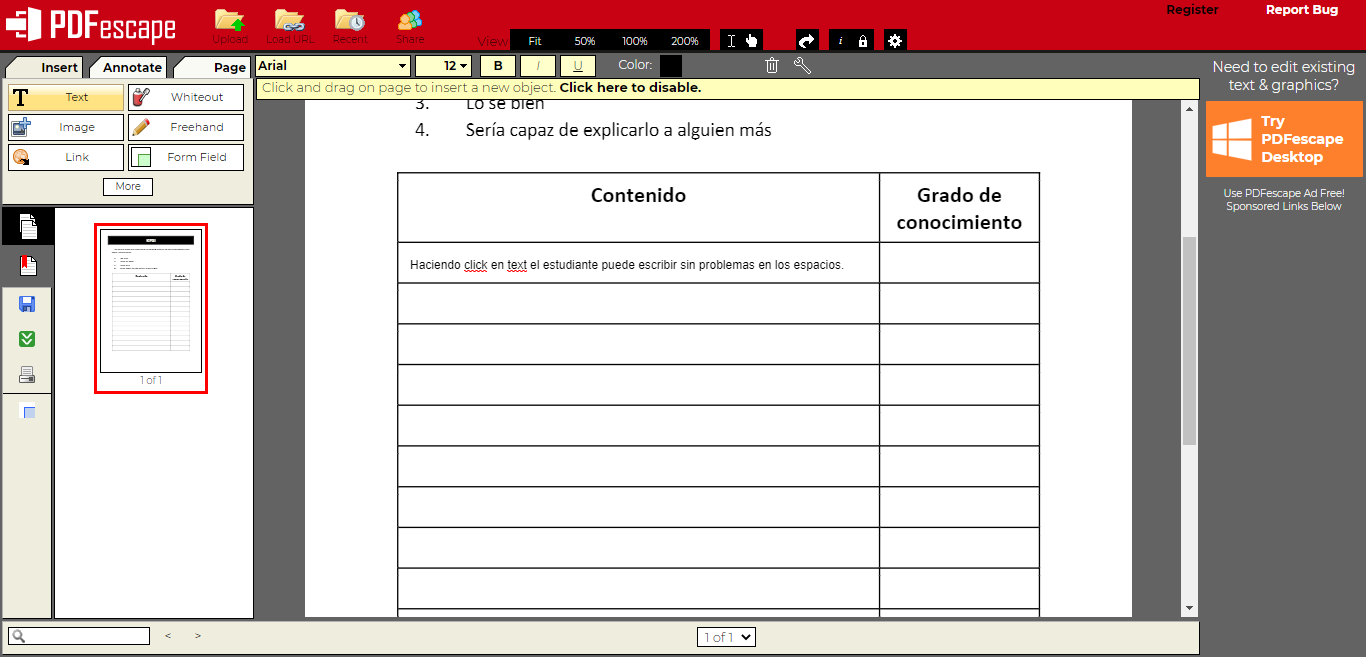 PDFescape
Upload
Load URL
Recent
Share
View
Fit
50%
100%
200%
Register
Report Bug
Insert
Annotate
Page
Arial
12
B
I
U
Color:
Click and drag on page to insert a new object. Click here to disable.
Text
Whiteout
Image
Freehand
Link
Form Field
More
1 of 1
3. Lo sé bien
4. Sería capaz de explicarlo a alguien más
Contenido
Grado de
conocimiento
Haciendo click en text el estudiante puede escribir sin problemas en los espacios.
Need to edit existing
text & graphics?
Try
PDFescape
Desktop
Use PDFescape Ad Free!
Sponsored Links Below
<
>
1 of 1